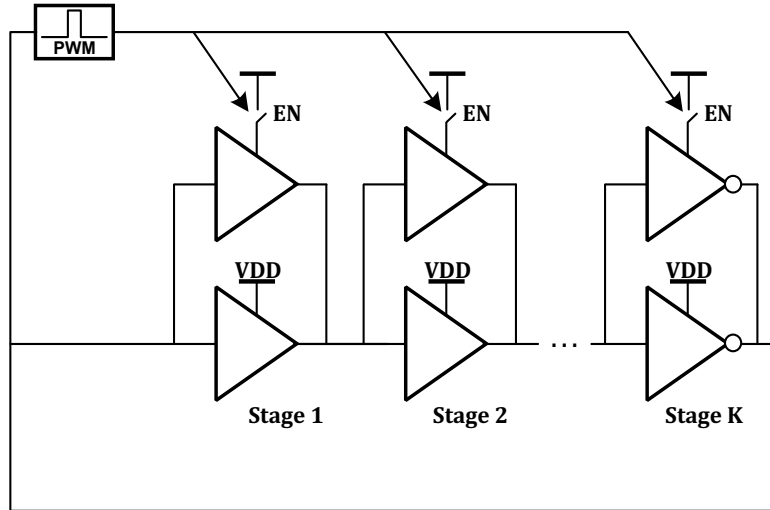 PWM
EN EN EN
VDD VDD VDD
...
Stage 1 Stage 2 Stage K